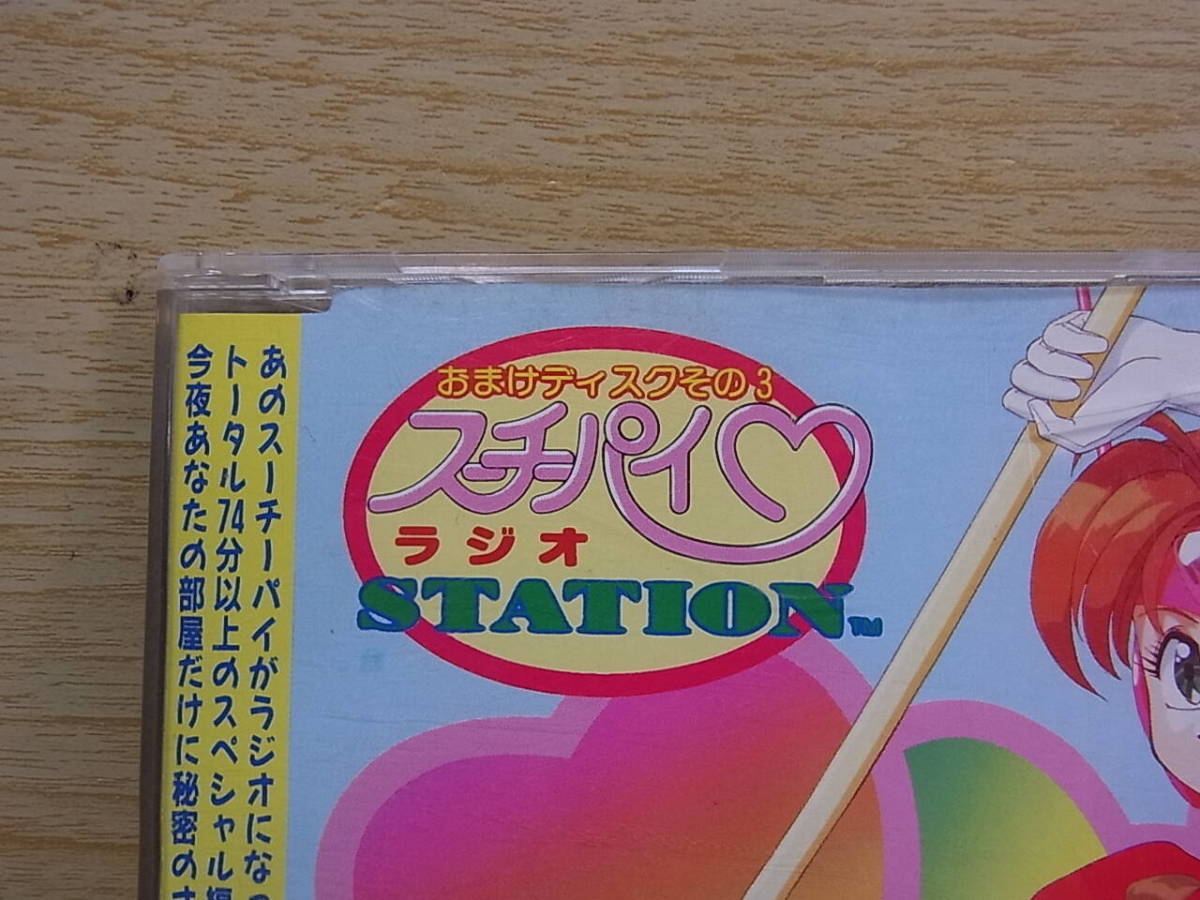 おまけディスクその3
スーチーパイ
ラジオ
STATION TM
あのスーチーパイがラジオになっ
トータル74分以上のスペシャル編
今夜あなたの部屋だけに秘密の